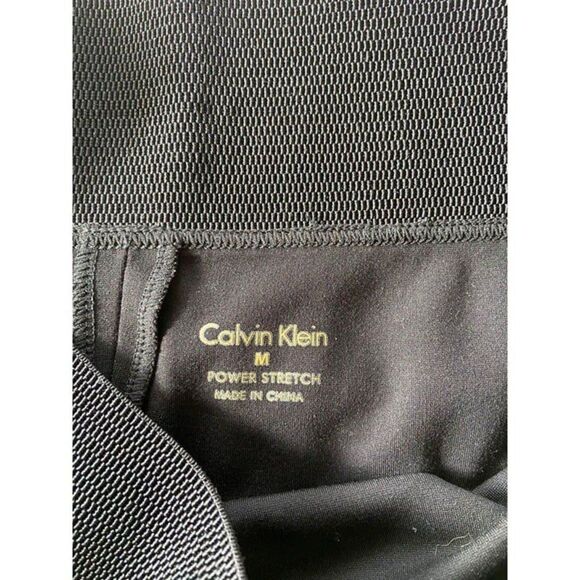 Calvin Klein
M
POWER STRETCH
MADE IN CHINA